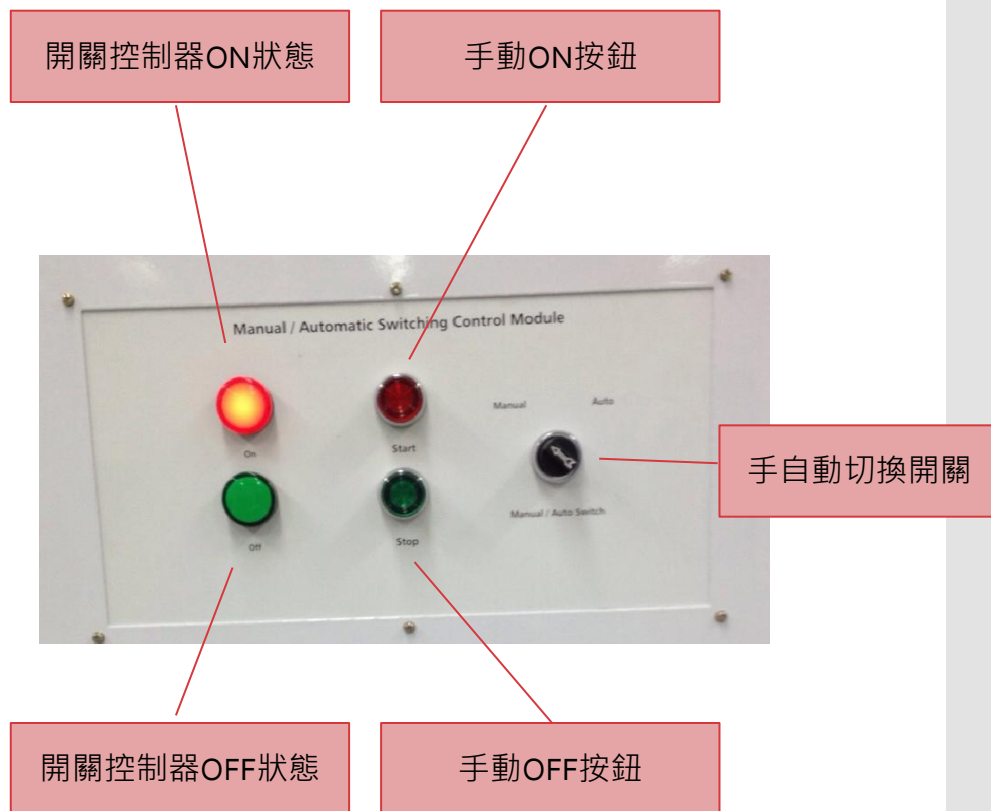 開關控制器ON狀態
手動ON按鈕
Manual / Automatic Switching Control Module
Manual
Auto
On
Start
手自動切換開關
Manual / Auto Switch
Off
Stop
開關控制器OFF狀態
手動OFF按鈕